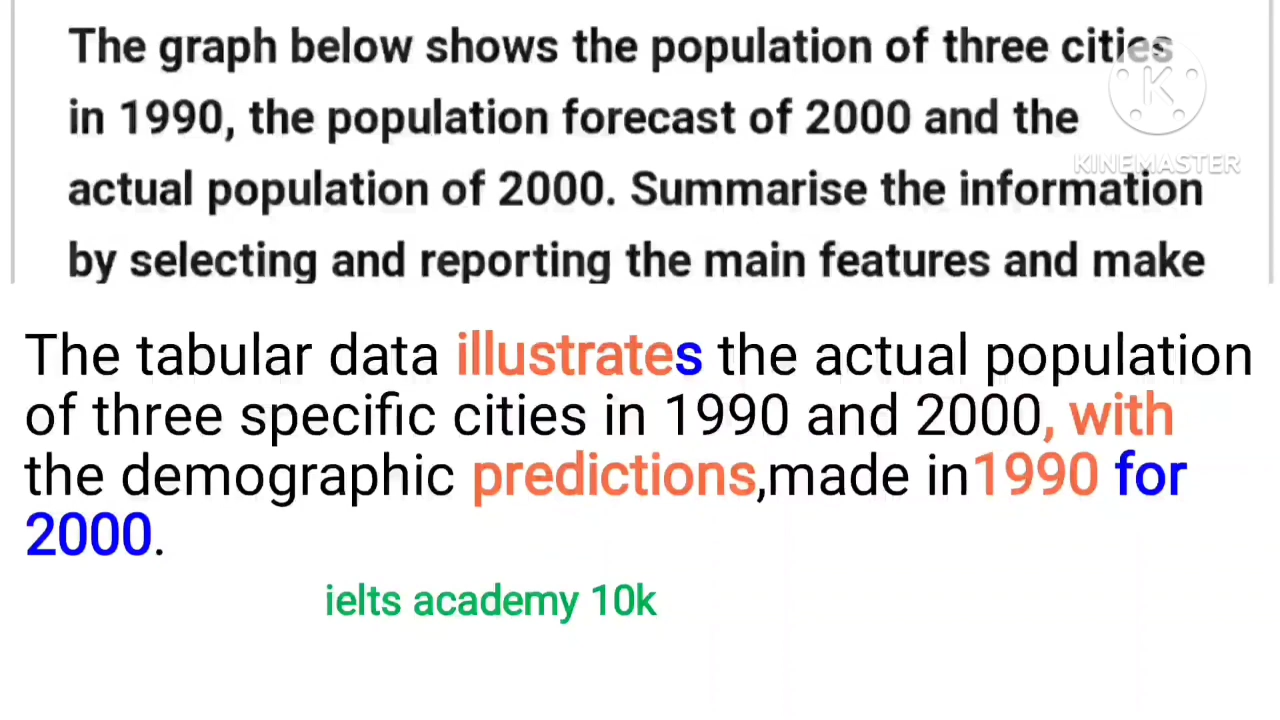 The graph below shows the population of three cities
in 1990, the population forecast of 2000 and the
K
KINEMASTER
actual population of 2000. Summarise the information
by selecting and reporting the main features and make
The tabular data illustrates the actual population
of three specific cities in 1990 and 2000, with
the demographic predictions,made in1990 for
2000.
ielts academy 10k